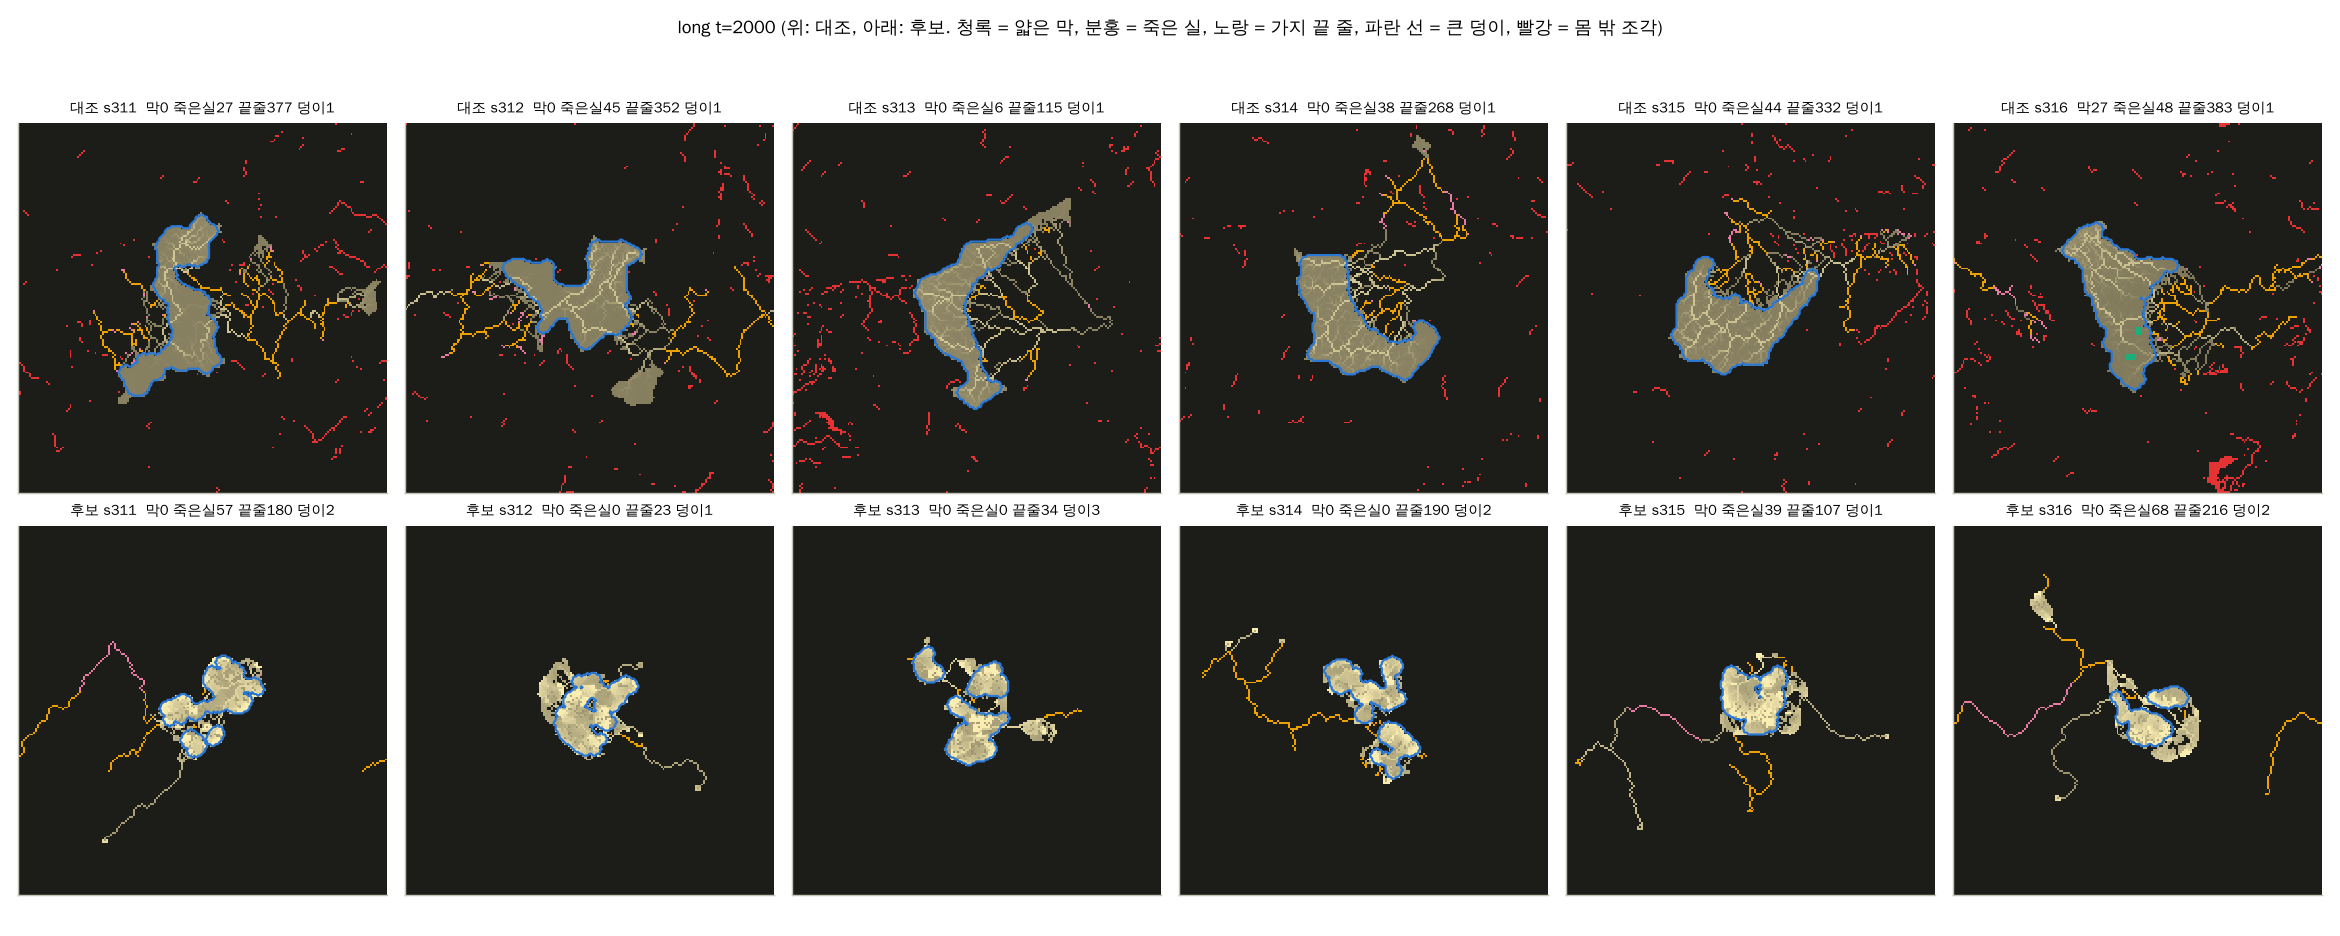 long t=2000 (위: 대조, 아래: 후보. 청록 = 얇은 막, 분홍 = 죽은 실, 노랑 = 가지 끝 줄, 파란 선 = 큰 덩이, 빨강 = 몸 밖 조각)
대조 s311 막0 죽은실27 끝줄377 덩이1
대조 s312 막0 죽은실45 끝줄352 덩이1
대조 s313 막0 죽은실6 끝줄115 덩이1
대조 s314 막0 죽은실38 끝줄268 덩이1
대조 s315 막0 죽은실44 끝줄332 덩이1
대조 s316 막27 죽은실48 끝줄383 덩이1
후보 s311 막0 죽은실57 끝줄180 덩이2
후보 s312 막0 죽은실0 끝줄23 덩이1
후보 s313 막0 죽은실0 끝줄34 덩이3
후보 s314 막0 죽은실0 끝줄190 덩이2
후보 s315 막0 죽은실39 끝줄107 덩이1
후보 s316 막0 죽은실68 끝줄216 덩이2